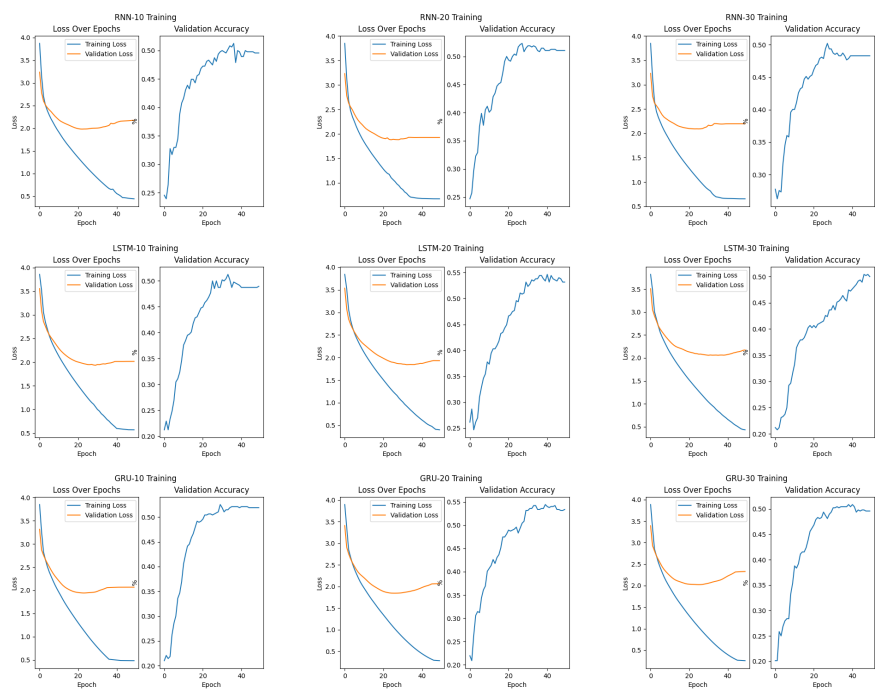 RNN-10 Training
Loss Over Epochs
Validation Accuracy
4.0
3.5
3.0
2.5
2.0
1.5
1.0
0.5
Loss
Training Loss
Validation Loss
0
20
40
Epoch
%
0.50
0.45
0.40
0.35
0.30
0.25
0
20
40
Epoch
RNN-20 Training
Loss Over Epochs
Validation Accuracy
4.0
3.5
3.0
2.5
2.0
1.5
1.0
Loss
Training Loss
Validation Loss
0
20
40
Epoch
%
0.50
0.45
0.40
0.35
0.30
0.25
0
20
40
Epoch
RNN-30 Training
Loss Over Epochs
Validation Accuracy
4.0
3.5
3.0
2.5
2.0
1.5
1.0
0.5
Loss
Training Loss
Validation Loss
0
20
40
Epoch
%
0.50
0.45
0.40
0.35
0.30
0
20
40
Epoch
LSTM-10 Training
Loss Over Epochs
Validation Accuracy
4.0
3.5
3.0
2.5
2.0
1.5
1.0
0.5
Loss
Training Loss
Validation Loss
0
20
40
Epoch
%
0.50
0.45
0.40
0.35
0.30
0.25
0.20
0
20
40
Epoch
LSTM-20 Training
Loss Over Epochs
Validation Accuracy
4.0
3.5
3.0
2.5
2.0
1.5
1.0
0.5
Loss
Training Loss
Validation Loss
0
20
40
Epoch
%
0.55
0.50
0.45
0.40
0.35
0.30
0.25
0
20
40
Epoch
LSTM-30 Training
Loss Over Epochs
Validation Accuracy
4.0
3.5
3.0
2.5
2.0
1.5
1.0
0.5
Loss
Training Loss
Validation Loss
0
20
40
Epoch
%
0.50
0.45
0.40
0.35
0.30
0.25
0.20
0
20
40
Epoch
GRU-10 Training
Loss Over Epochs
Validation Accuracy
4.0
3.5
3.0
2.5
2.0
1.5
1.0
0.5
Loss
Training Loss
Validation Loss
0
20
40
Epoch
%
0.50
0.45
0.40
0.35
0.30
0.25
0.20
0
20
40
Epoch
GRU-20 Training
Loss Over Epochs
Validation Accuracy
4.0
3.5
3.0
2.5
2.0
1.5
1.0
0.5
Loss
Training Loss
Validation Loss
0
20
40
Epoch
%
0.55
0.50
0.45
0.40
0.35
0.30
0.25
0.20
0
20
40
Epoch
GRU-30 Training
Loss Over Epochs
Validation Accuracy
4.0
3.5
3.0
2.5
2.0
1.5
1.0
0.5
Loss
Training Loss
Validation Loss
0
20
40
Epoch
%
0.50
0.45
0.40
0.35
0.30
0.25
0.20
0
20
40
Epoch